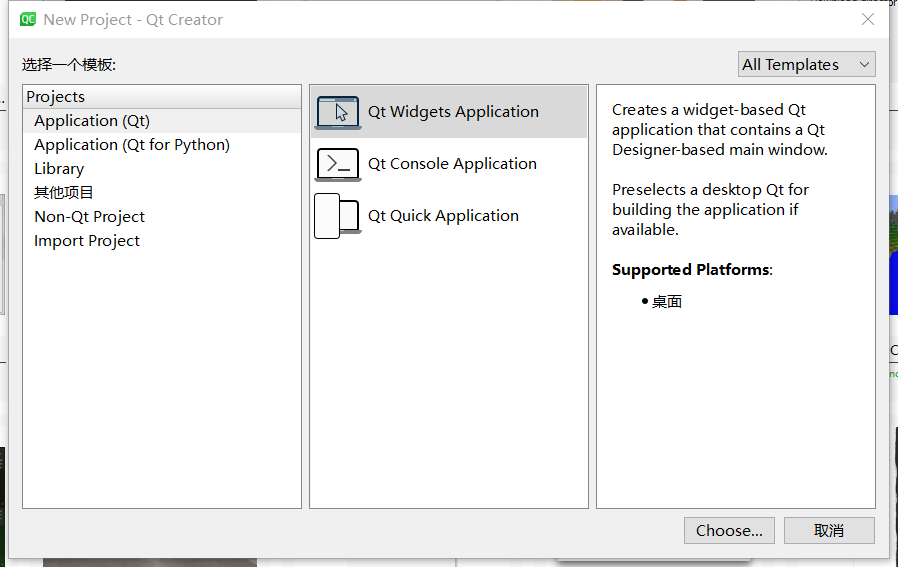 New Project - Qt Creator
选择一个模板:
All Templates
Projects
Application (Qt)
Application (Qt for Python)
Library
其他项目
Non-Qt Project
Import Project
Qt Widgets Application
Qt Console Application
Qt Quick Application
Creates a widget-based Qt
application that contains a Qt
Designer-based main window.
Preselects a desktop Qt for
building the application if
available.
Supported Platforms:
• 桌面
Choose...
取消